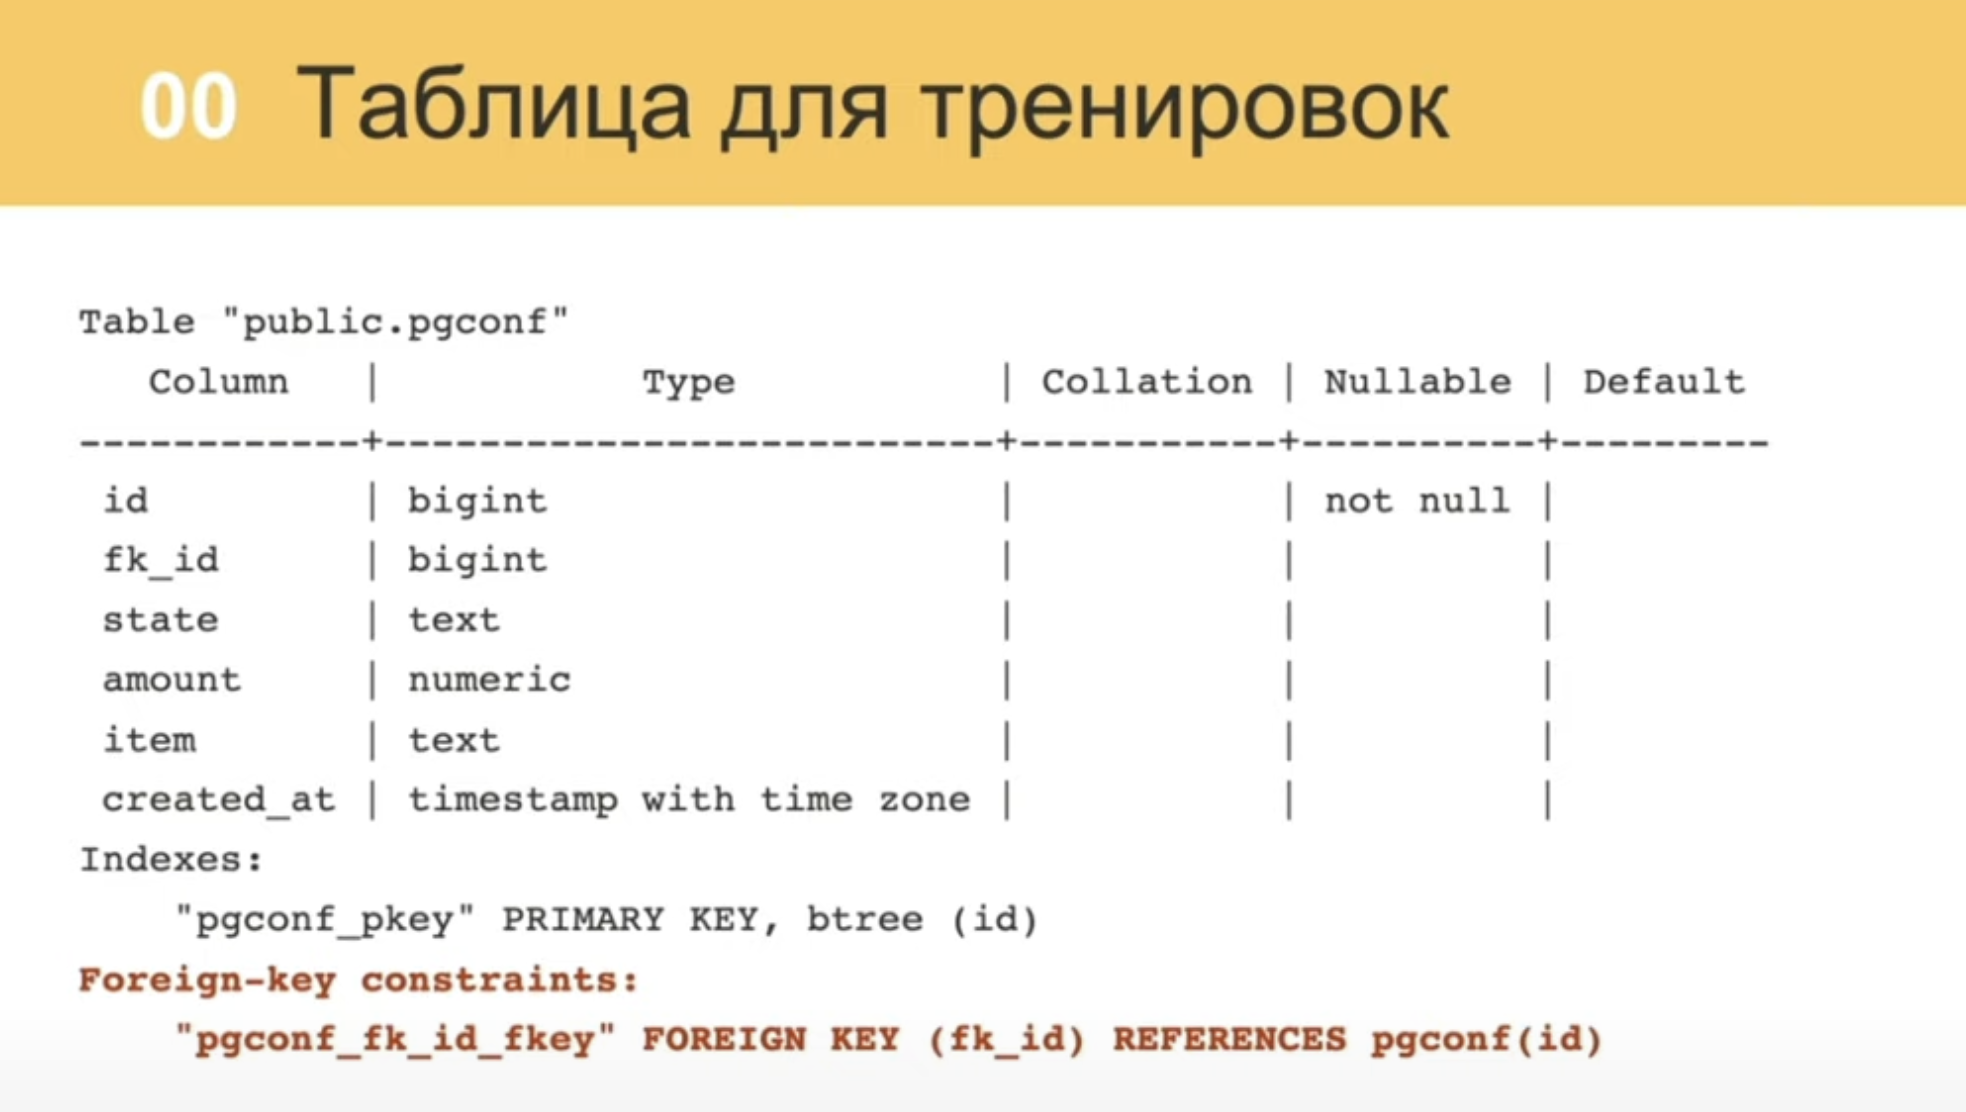 00 Таблица для тренировок
Table "public.pgconf"
Column | Type | Collation | Nullable | Default
------------+--------------------------+-----------+----------+---------
id | bigint | | not null |
fk_id | bigint | | |
state | text | | |
amount | numeric | | |
item | text | | |
created_at | timestamp with time zone | | |
Indexes:
"pgconf_pkey" PRIMARY KEY, btree (id)
Foreign-key constraints:
"pgconf_fk_id_fkey" FOREIGN KEY (fk_id) REFERENCES pgconf(id)